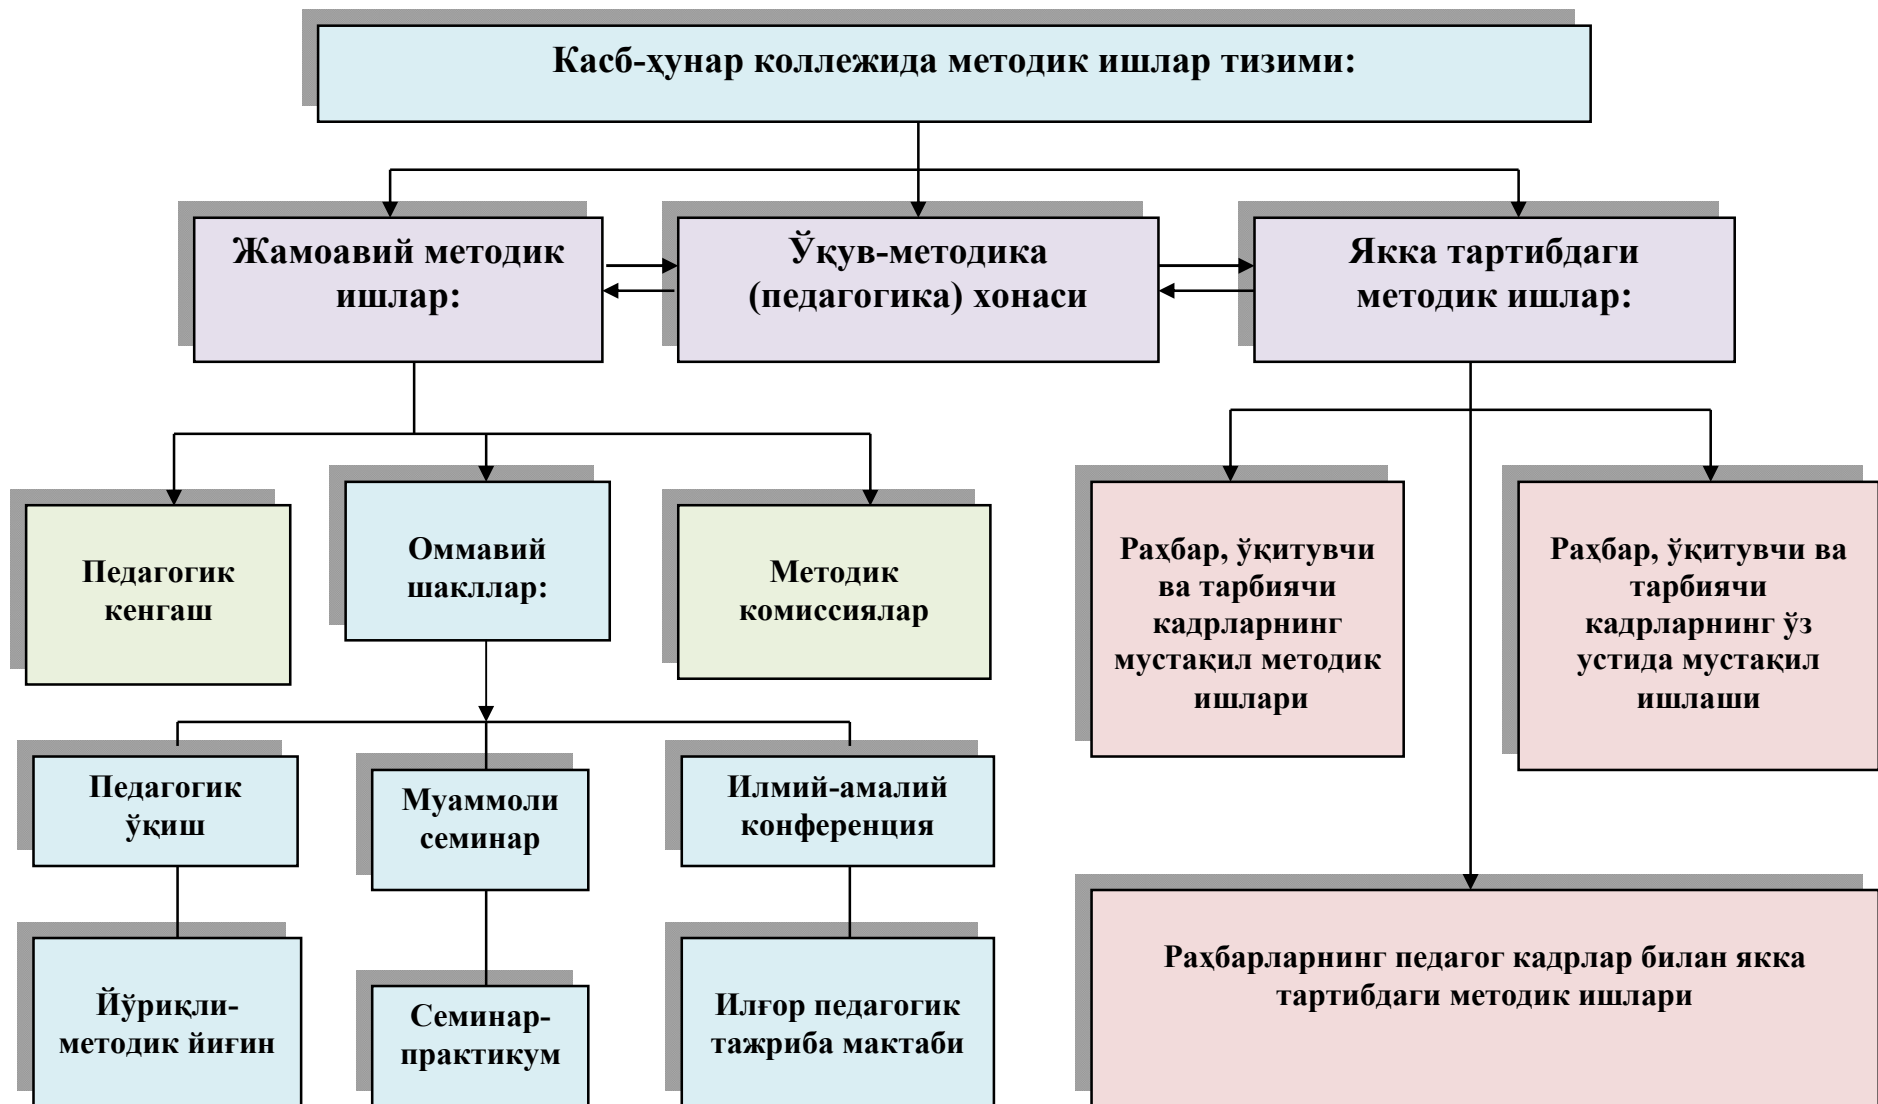 Касб-ҳунар коллежида методик ишлар тизими:
Жамоавий методик
ишлар:
Ўқув-методика
(педагогика) хонаси
Якка тартибдаги
методик ишлар:
Педагогик
кенгаш
Оммавий
шакллар:
Методик
комиссиялар
Раҳбар, ўқитувчи
ва тарбиячи
кадрларнинг
мустақил методик
ишлари
Раҳбар, ўқитувчи ва
тарбиячи
кадрларнинг ўз
устида мустақил
ишлаши
Педагогик
ўқиш
Муаммоли
семинар
Илмий-амалий
конференция
Йўриқли-
методик йиғин
Семинар-
практикум
Илғор педагогик
тажриба мактаби
Раҳбарларнинг педагог кадрлар билан якка
тартибдаги методик ишлари